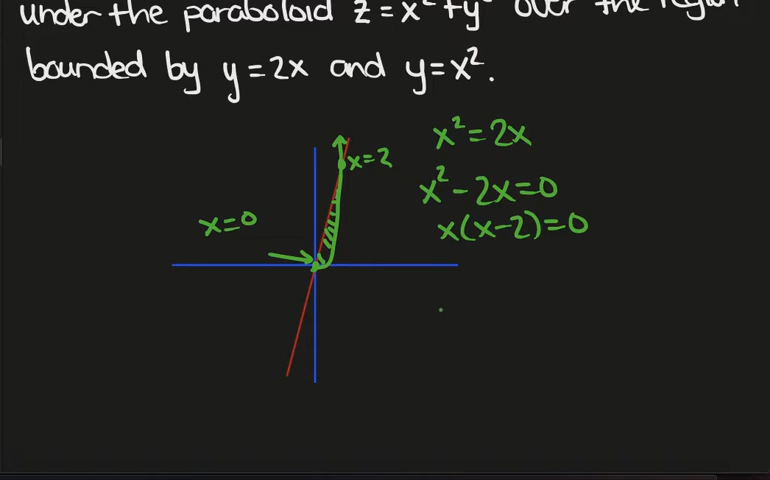 under the paraboloid z = x² + y² over the region
bounded by y=2x and y=x².
x² = 2x
x=2
x² - 2x=0
x=0
x(x-2)=0